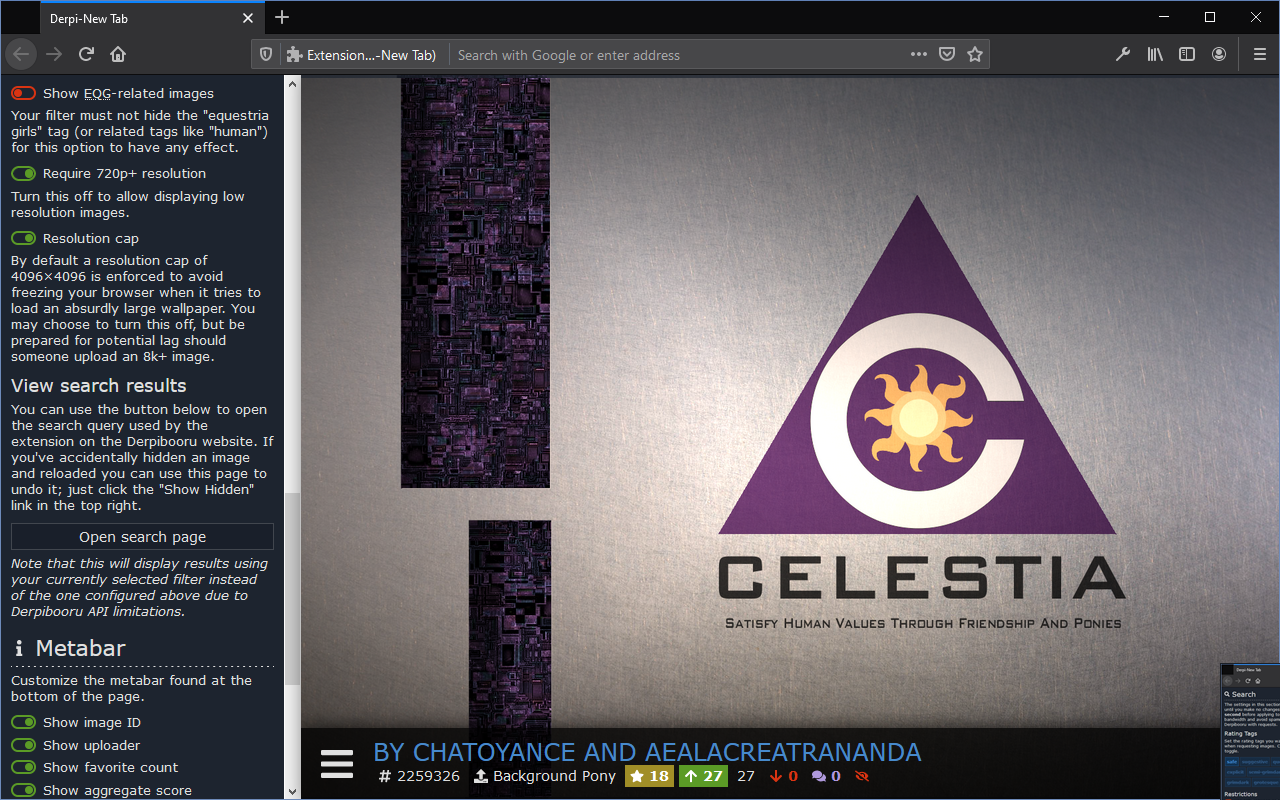 Derpi-New Tab
Extension...-New Tab)
Search with Google or enter address
Show EQG-related images
Your filter must not hide the "equestria
girls" tag (or related tags like "human")
for this option to have any effect.
Require 720p+ resolution
Turn this off to allow displaying low
resolution images.
Resolution cap
By default a resolution cap of
4096×4096 is enforced to avoid
freezing your browser when it tries to
load an absurdly large wallpaper. You
may choose to turn this off, but be
prepared for potential lag should
someone upload an 8k+ image.
View search results
You can use the button below to open
the search query used by the
extension on the Derpibooru website. If
you've accidentally hidden an image
and reloaded you can use this page to
undo it; just click the "Show Hidden"
link in the top right.
Open search page
Note that this will display results using
your currently selected filter instead
of the one configured above due to
Derpibooru API limitations.
Metabar
Customize the metabar found at the
bottom of the page.
Show image ID
Show uploader
Show favorite count
Show aggregate score
C
CELESTIA
Satisfy Human Values Through Friendship And Ponies
BY CHATOYANCE AND AEALACREATRANANDA
# 2259326 Background Pony 18 27 27 0 0
Derpi-New Tab
Search
Rating Tags
Restrictions